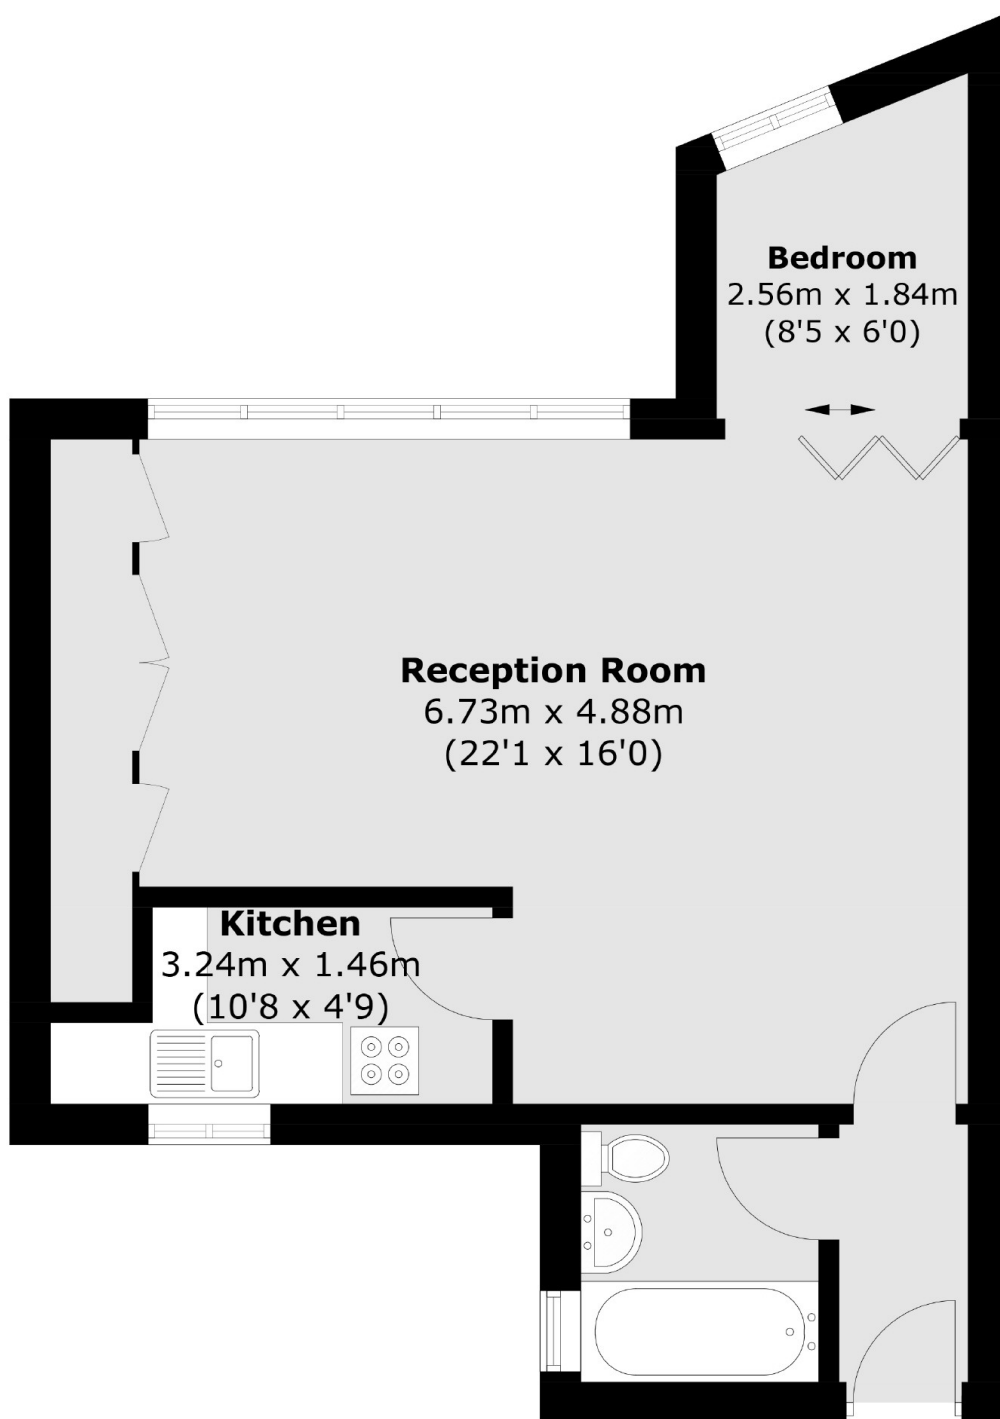 Bedroom
2.56m x 1.84m
(8'5 x 6'0)
Reception Room
6.73m x 4.88m
(22'1 x 16'0)
Kitchen
3.24m x 1.46m
(10'8 x 4'9)